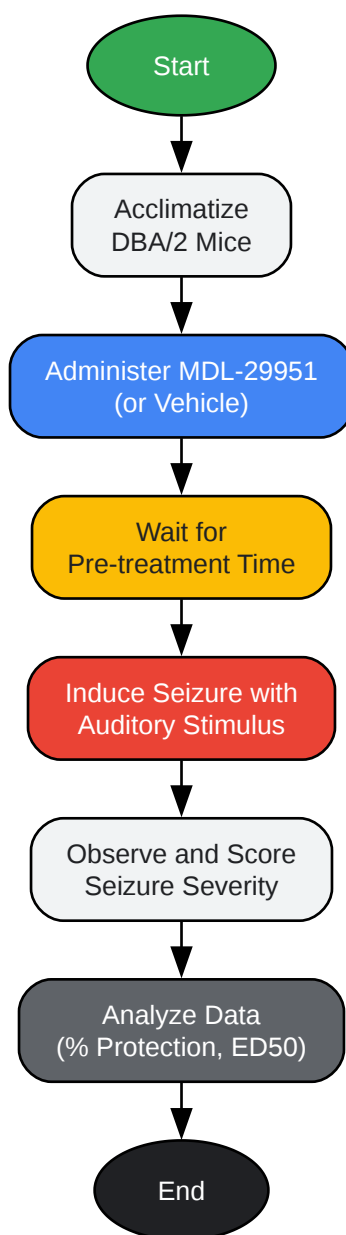 Start
Acclimatize
DBA/2 Mice
Administer MDL-29951
(or Vehicle)
Wait for
Pre-treatment Time
Induce Seizure with
Auditory Stimulus
Observe and Score
Seizure Severity
Analyze Data
(% Protection, ED50)
End